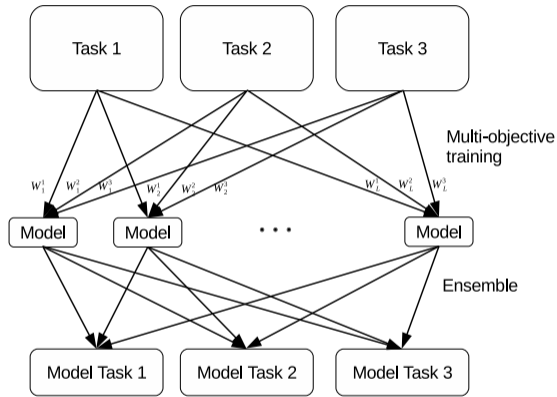 Task 1 Task 2 Task 3
Multi-objective
training
w₁¹ w₁² w₁³ w₂¹ w₂² w₂³ w_L¹ w_L² w_L³
Model Model ... Model
Ensemble
Model Task 1 Model Task 2 Model Task 3